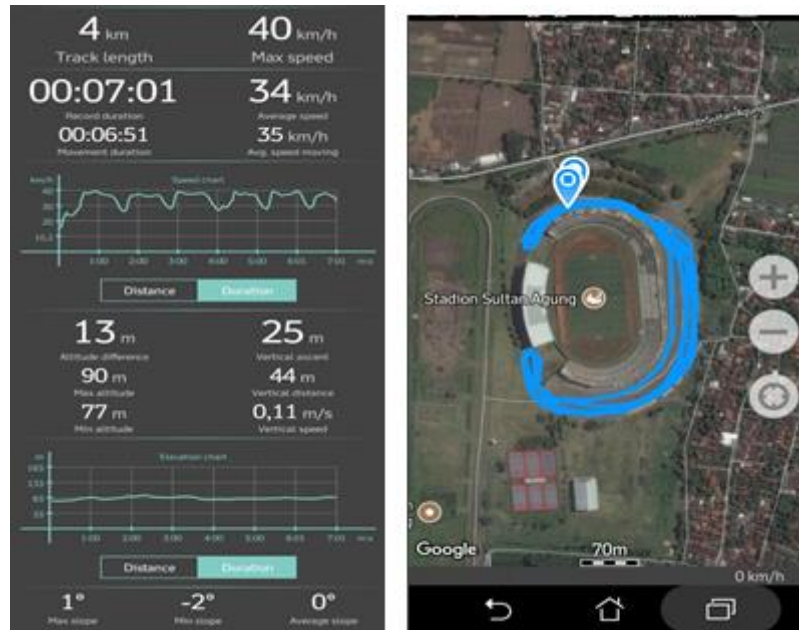 4 km
40 km/h
Track length
Max speed
00:07:01
34 km/h
Record duration
Average speed
00:06:51
35 km/h
Movement duration
Avg. speed moving
km/h
Speed chart
40
30
20
10,1
1:00 2:00 3:00 4:00 5:00 6:00 7:00 m:s
Distance
Duration
13 m
25 m
Altitude difference
Vertical ascent
90 m
44 m
Max altitude
Vertical distance
77 m
0,11 m/s
Min altitude
Vertical speed
m
Elevation chart
1:00 2:00 3:00 4:00 5:00 6:00 7:00 m:s
Distance
Duration
1°
-2°
0°
Max slope
Min slope
Average slope
Stadion Sultan Agung
Google
70m
0 km/h